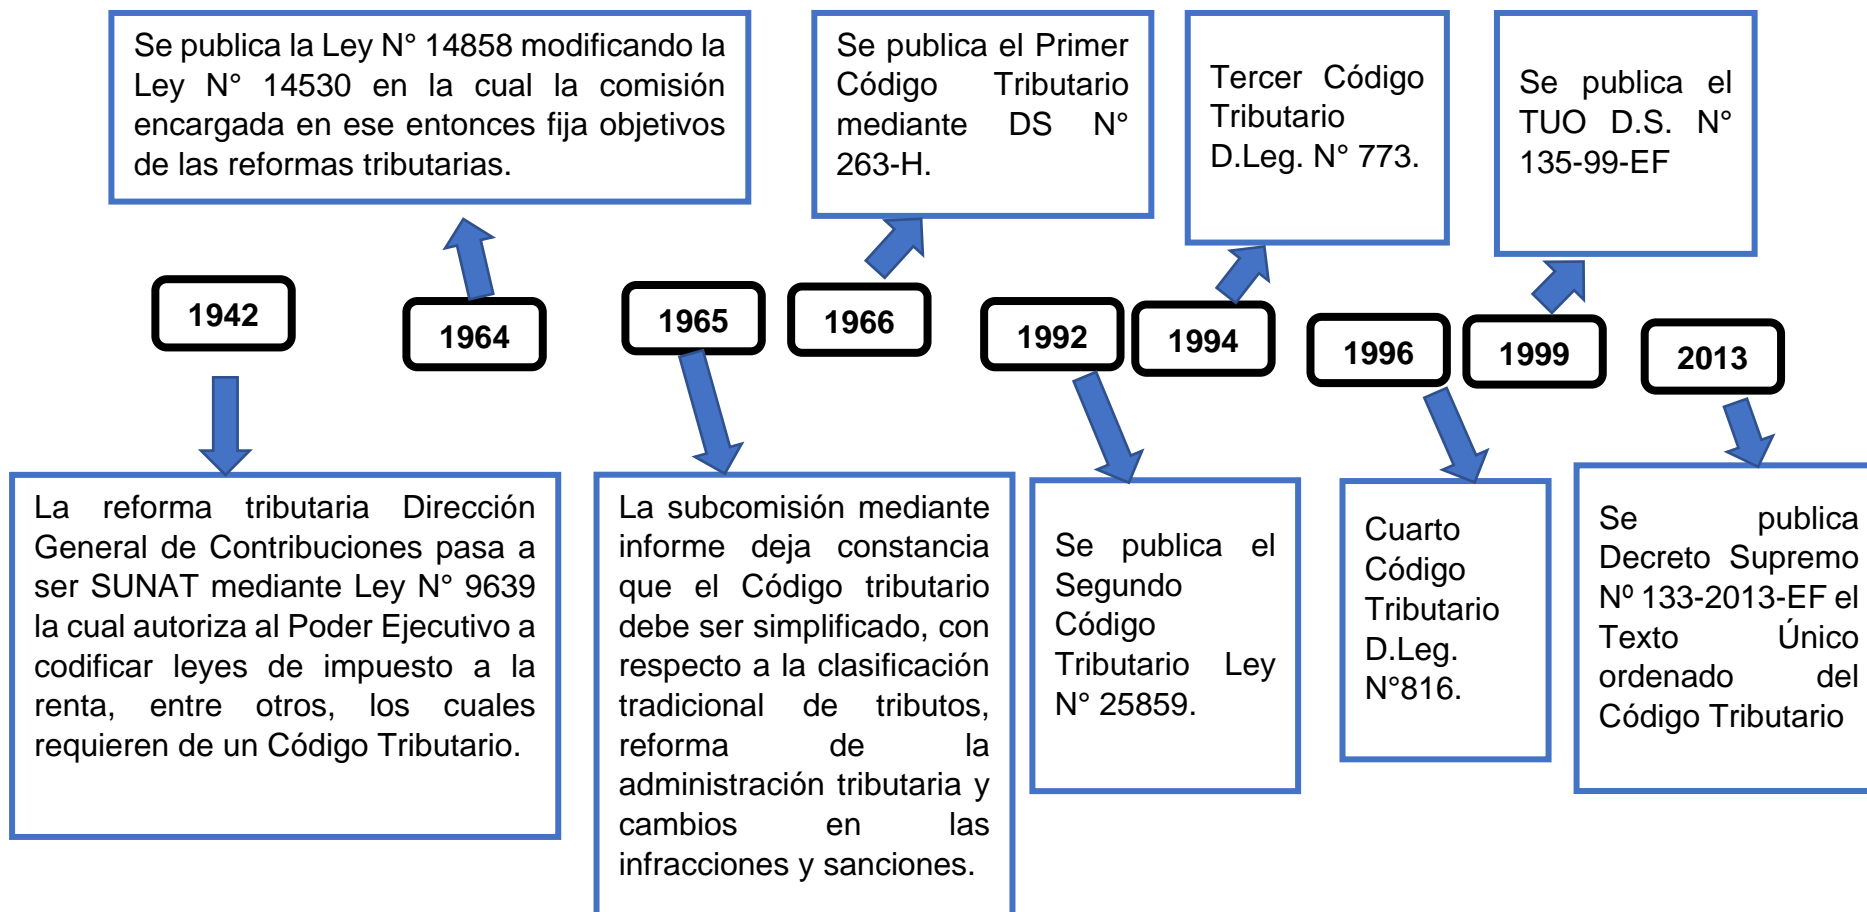 Se publica la Ley N° 14858 modificando la
Ley N° 14530 en la cual la comisión
encargada en ese entonces fija objetivos
de las reformas tributarias.
Se publica el Primer
Código Tributario
mediante DS N°
263-H.
Tercer Código
Tributario
D.Leg. N° 773.
Se publica el
TUO D.S. N°
135-99-EF
1942
1964
1965
1966
1992
1994
1996
1999
2013
La reforma tributaria Dirección
General de Contribuciones pasa a
ser SUNAT mediante Ley N° 9639
la cual autoriza al Poder Ejecutivo a
codificar leyes de impuesto a la
renta, entre otros, los cuales
requieren de un Código Tributario.
La subcomisión mediante
informe deja constancia
que el Código tributario
debe ser simplificado, con
respecto a la clasificación
tradicional de tributos,
reforma de la
administración tributaria y
cambios en las
infracciones y sanciones.
Se publica el
Segundo
Código
Tributario Ley
N° 25859.
Cuarto
Código
Tributario
D.Leg.
N°816.
Se publica
Decreto Supremo
Nº 133-2013-EF el
Texto Único
ordenado del
Código Tributario